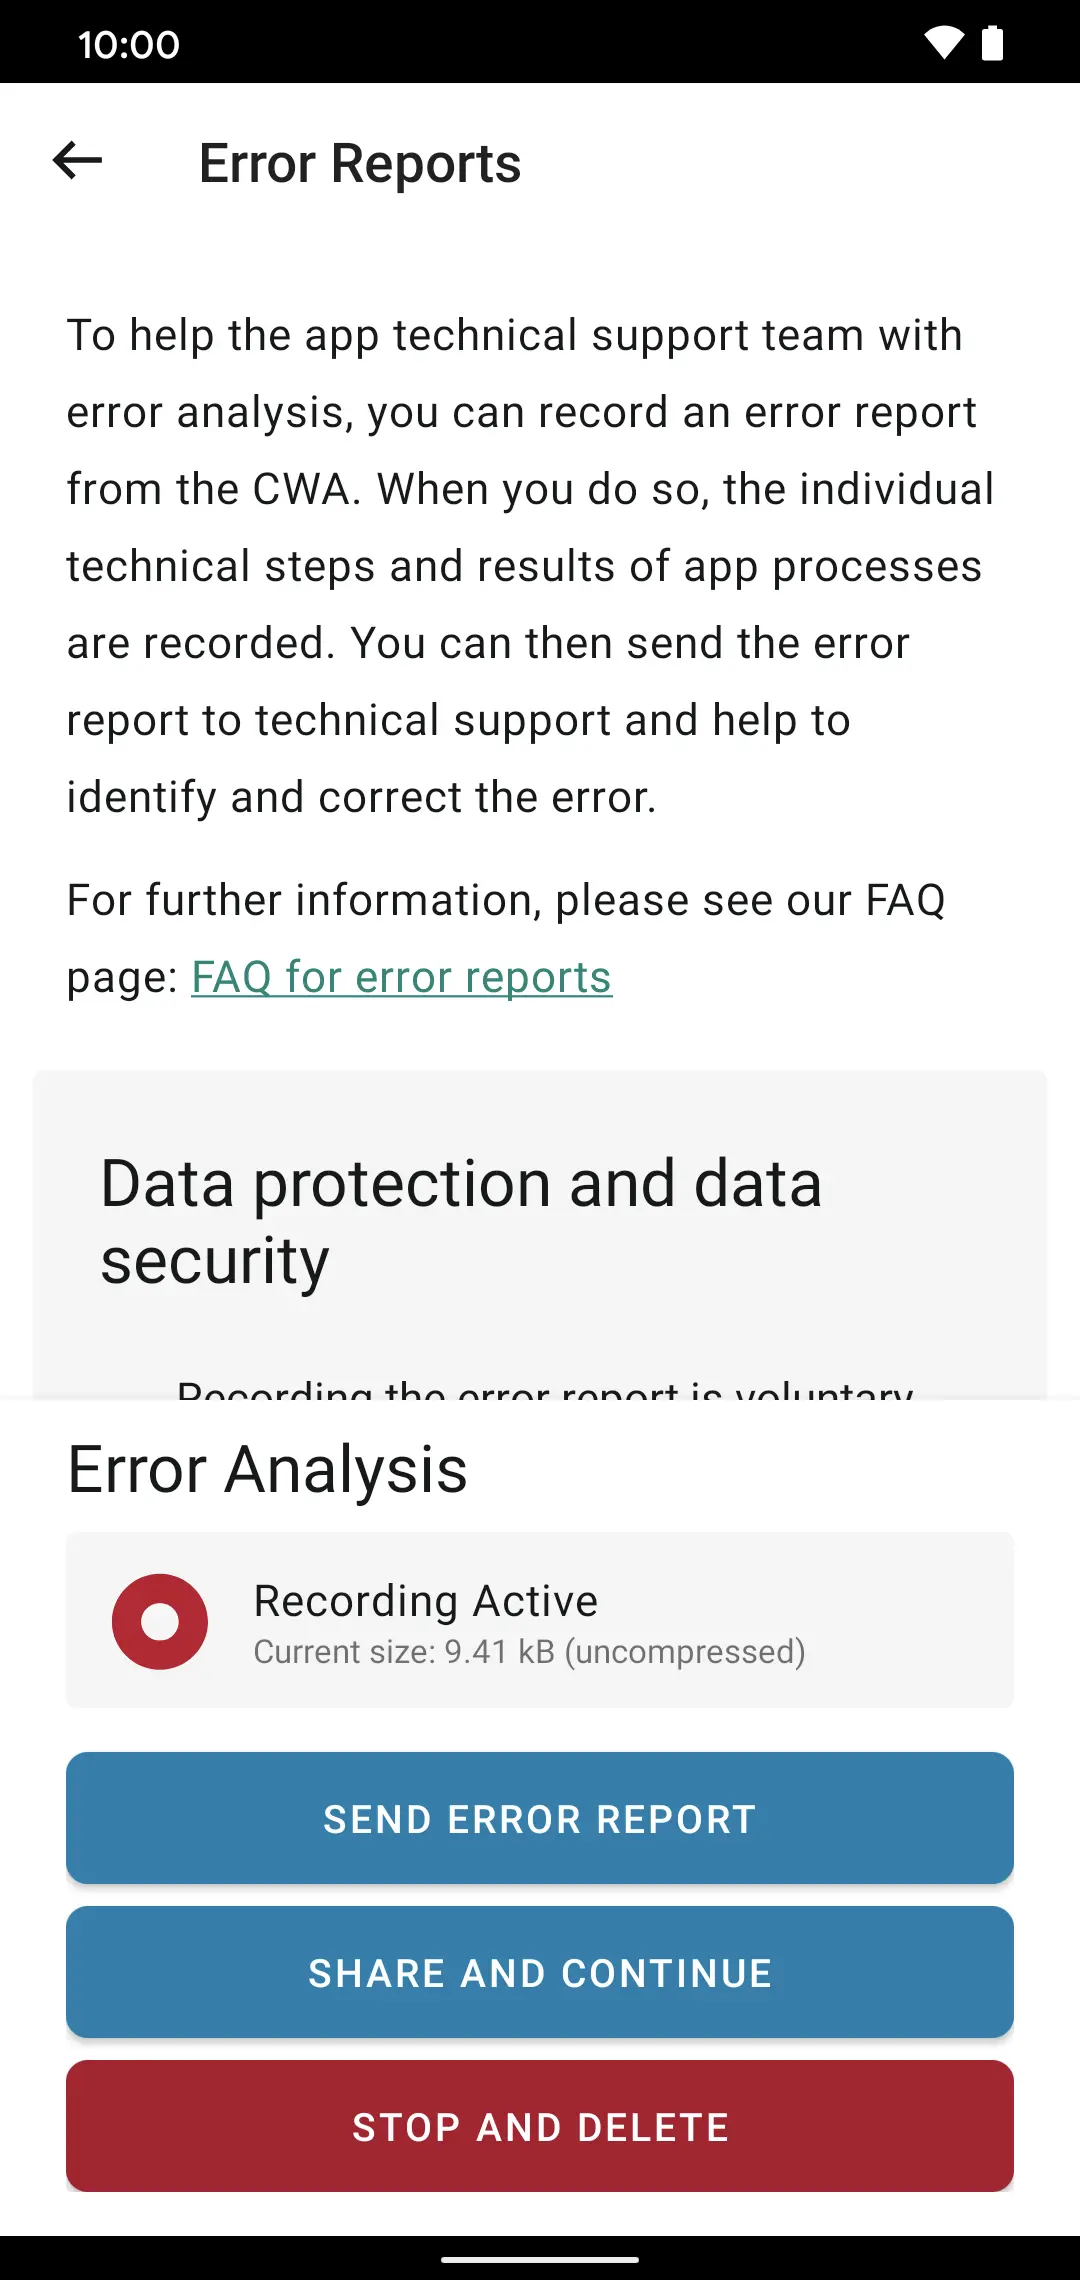 10:00
Error Reports
To help the app technical support team with
error analysis, you can record an error report
from the CWA. When you do so, the individual
technical steps and results of app processes
are recorded. You can then send the error
report to technical support and help to
identify and correct the error.
For further information, please see our FAQ
page: FAQ for error reports
Data protection and data
security
Recording the error report is voluntary
Error Analysis
Recording Active
Current size: 9.41 kB (uncompressed)
SEND ERROR REPORT
SHARE AND CONTINUE
STOP AND DELETE